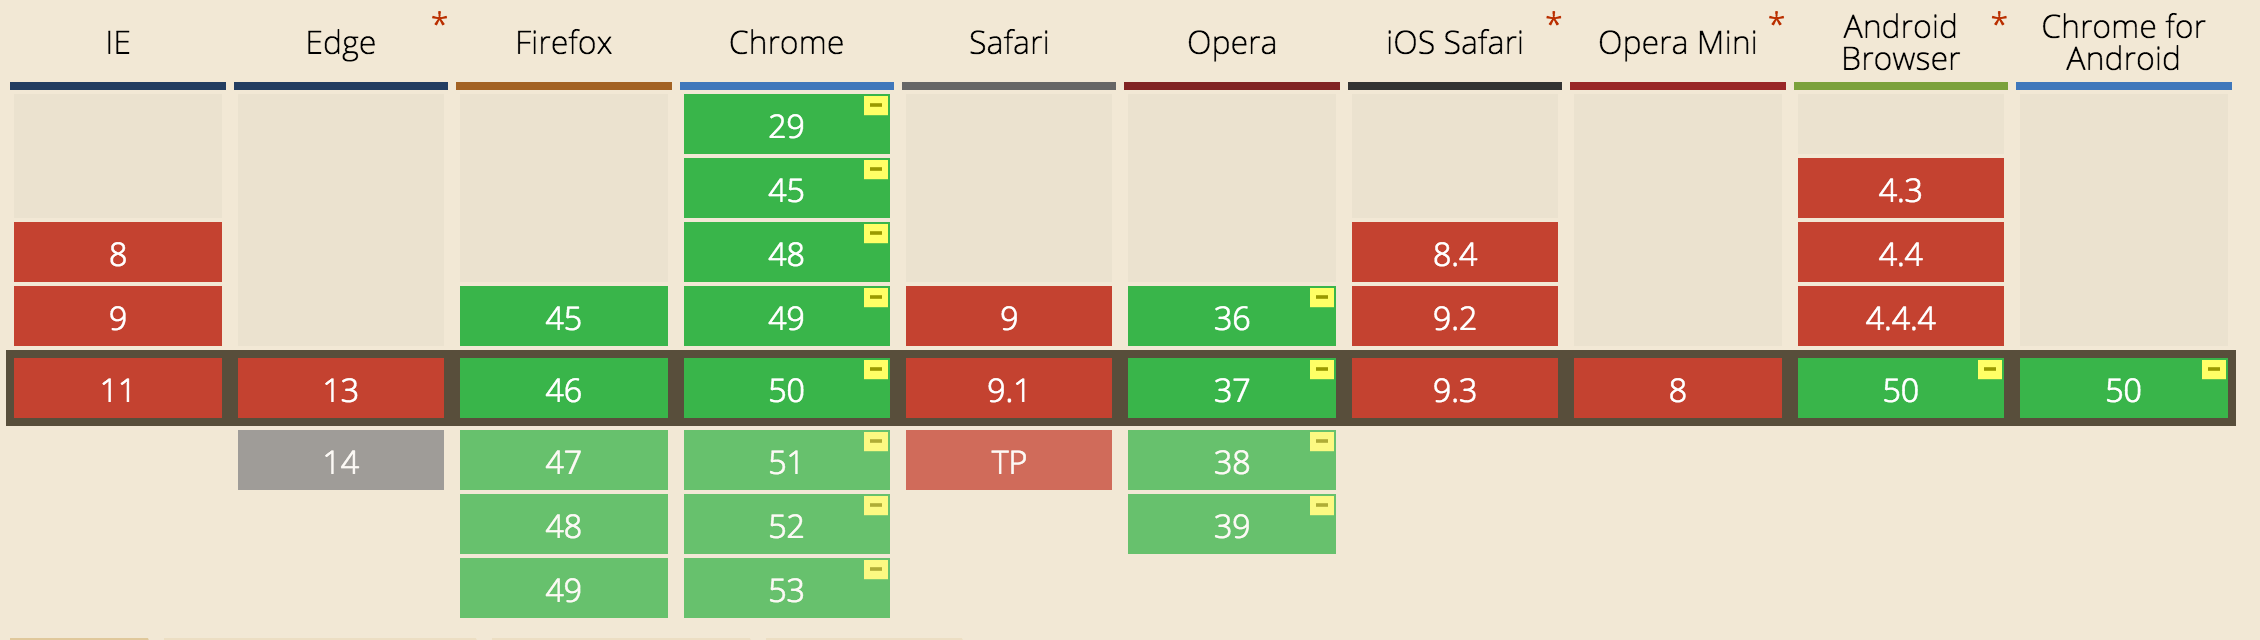 IE Edge * Firefox Chrome Safari Opera iOS Safari * Opera Mini * Android Browser * Chrome for Android
29
45 4.3
8 48 8.4 4.4
9 45 49 9 36 9.2 4.4.4
11 13 46 50 9.1 37 9.3 8 50 50
14 47 51 TP 38
48 52 39
49 53